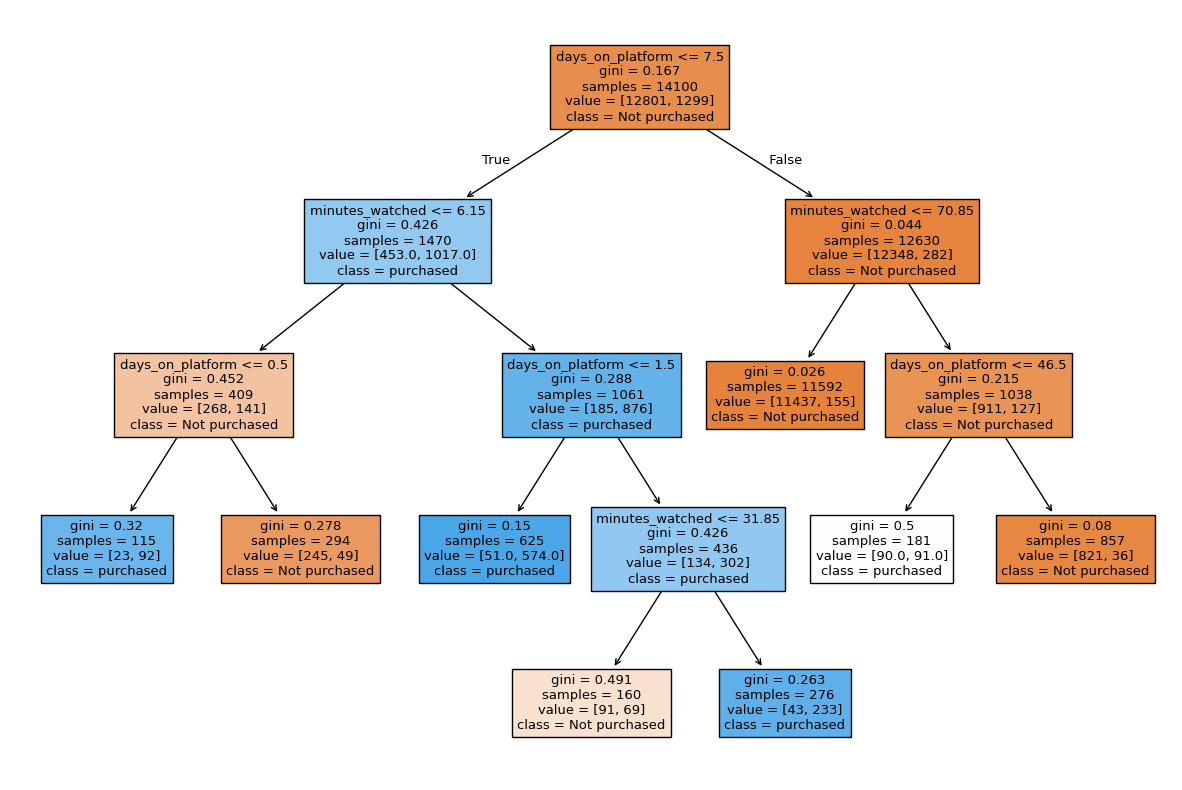 days_on_platform <= 7.5
gini = 0.167
samples = 14100
value = [12801, 1299]
class = Not purchased
True
False
minutes_watched <= 6.15
gini = 0.426
samples = 1470
value = [453.0, 1017.0]
class = purchased
minutes_watched <= 70.85
gini = 0.044
samples = 12630
value = [12348, 282]
class = Not purchased
days_on_platform <= 0.5
gini = 0.452
samples = 409
value = [268, 141]
class = Not purchased
days_on_platform <= 1.5
gini = 0.288
samples = 1061
value = [185, 876]
class = purchased
gini = 0.026
samples = 11592
value = [11437, 155]
class = Not purchased
days_on_platform <= 46.5
gini = 0.215
samples = 1038
value = [911, 127]
class = Not purchased
gini = 0.32
samples = 115
value = [23, 92]
class = purchased
gini = 0.278
samples = 294
value = [245, 49]
class = Not purchased
gini = 0.15
samples = 625
value = [51.0, 574.0]
class = purchased
minutes_watched <= 31.85
gini = 0.426
samples = 436
value = [134, 302]
class = purchased
gini = 0.5
samples = 181
value = [90.0, 91.0]
class = purchased
gini = 0.08
samples = 857
value = [821, 36]
class = Not purchased
gini = 0.491
samples = 160
value = [91, 69]
class = Not purchased
gini = 0.263
samples = 276
value = [43, 233]
class = purchased